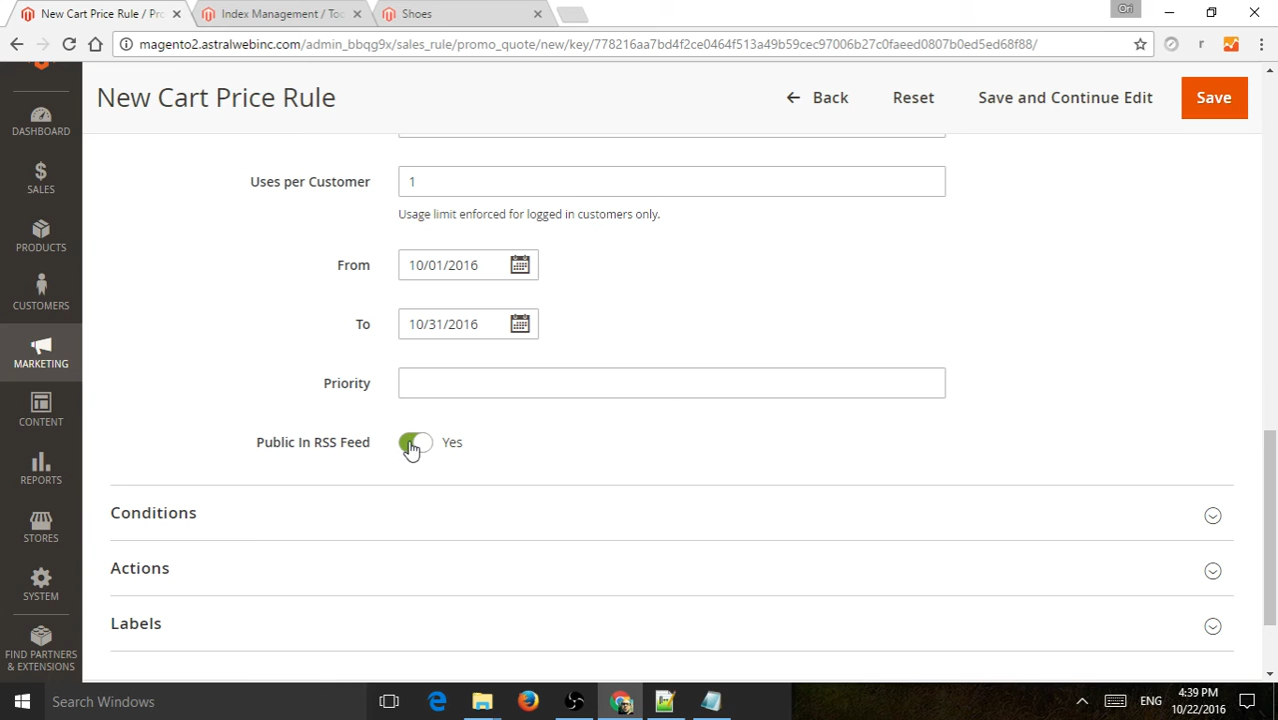 New Cart Price Rule / Pro
Index Management / Too
Shoes
Ori
magento2.astralwebinc.com/admin_bbqg9x/sales_rule/promo_quote/new/key/778216aa7bd4f2ce0464f513a49b59cec97006b27c0faeed0807b0ed5ed68f88/
r
New Cart Price Rule
Back
Reset
Save and Continue Edit
Save
DASHBOARD
SALES
PRODUCTS
CUSTOMERS
MARKETING
CONTENT
REPORTS
STORES
SYSTEM
FIND PARTNERS
& EXTENSIONS
Uses per Customer
1
Usage limit enforced for logged in customers only.
From
10/01/2016
To
10/31/2016
Priority
Public In RSS Feed
Yes
Conditions
Actions
Labels
Search Windows
ENG
4:39 PM
10/22/2016